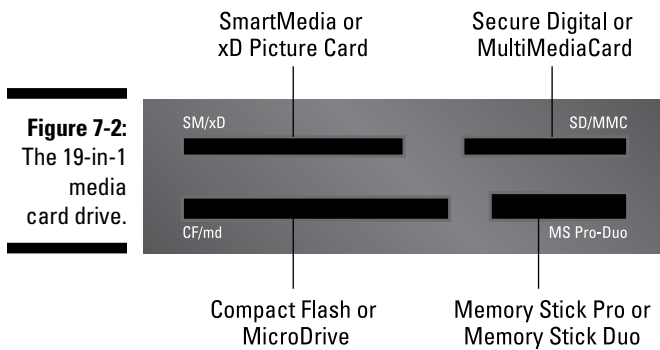 SmartMedia or
xD Picture Card
Secure Digital or
MultiMediaCard
Figure 7-2:
The 19-in-1
media
card drive.
SM/xD
SD/MMC
CF/md
MS Pro-Duo
Compact Flash or
MicroDrive
Memory Stick Pro or
Memory Stick Duo